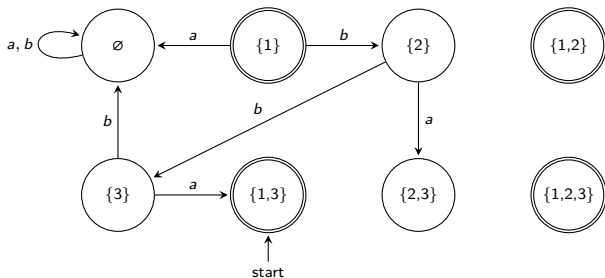 a
b
a, b
∅
{1}
{2}
{1,2}
b
b
a
{3}
a
{1,3}
{2,3}
{1,2,3}
start